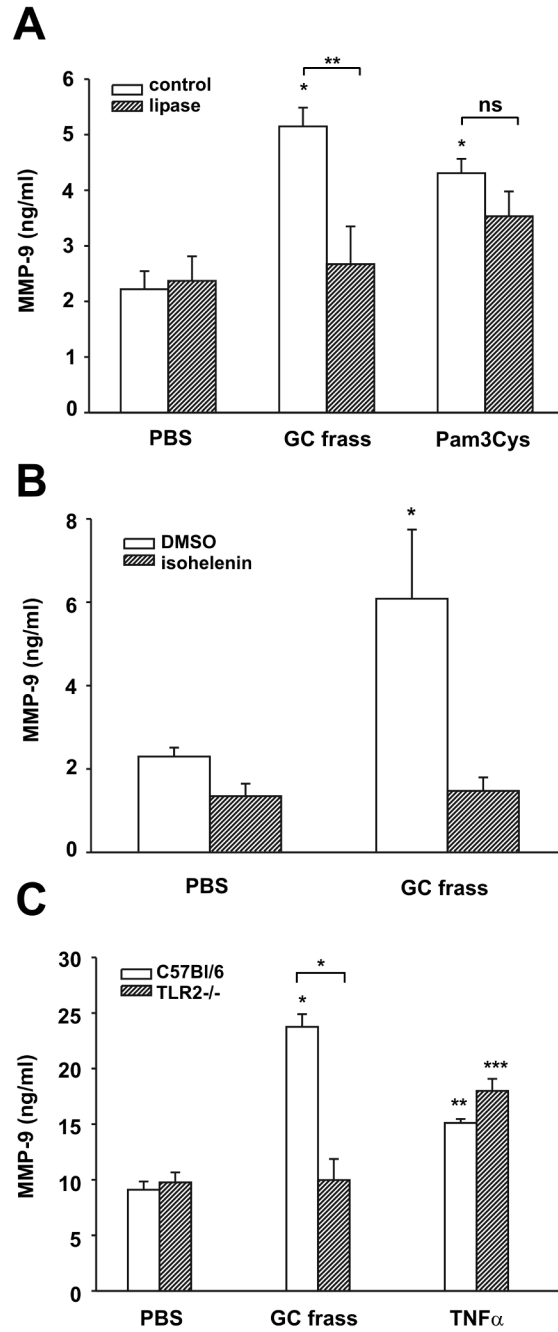 A
6
5
4
3
2
1
0
MMP-9 (ng/ml)
control
lipase
*
**
*
ns
PBS GC frass Pam3Cys
B
8
6
4
2
0
MMP-9 (ng/ml)
DMSO
isohelenin
*
PBS GC frass
C
30
25
20
15
10
5
0
MMP-9 (ng/ml)
C57Bl/6
TLR2-/-
*
*
**
***
PBS GC frass TNFα